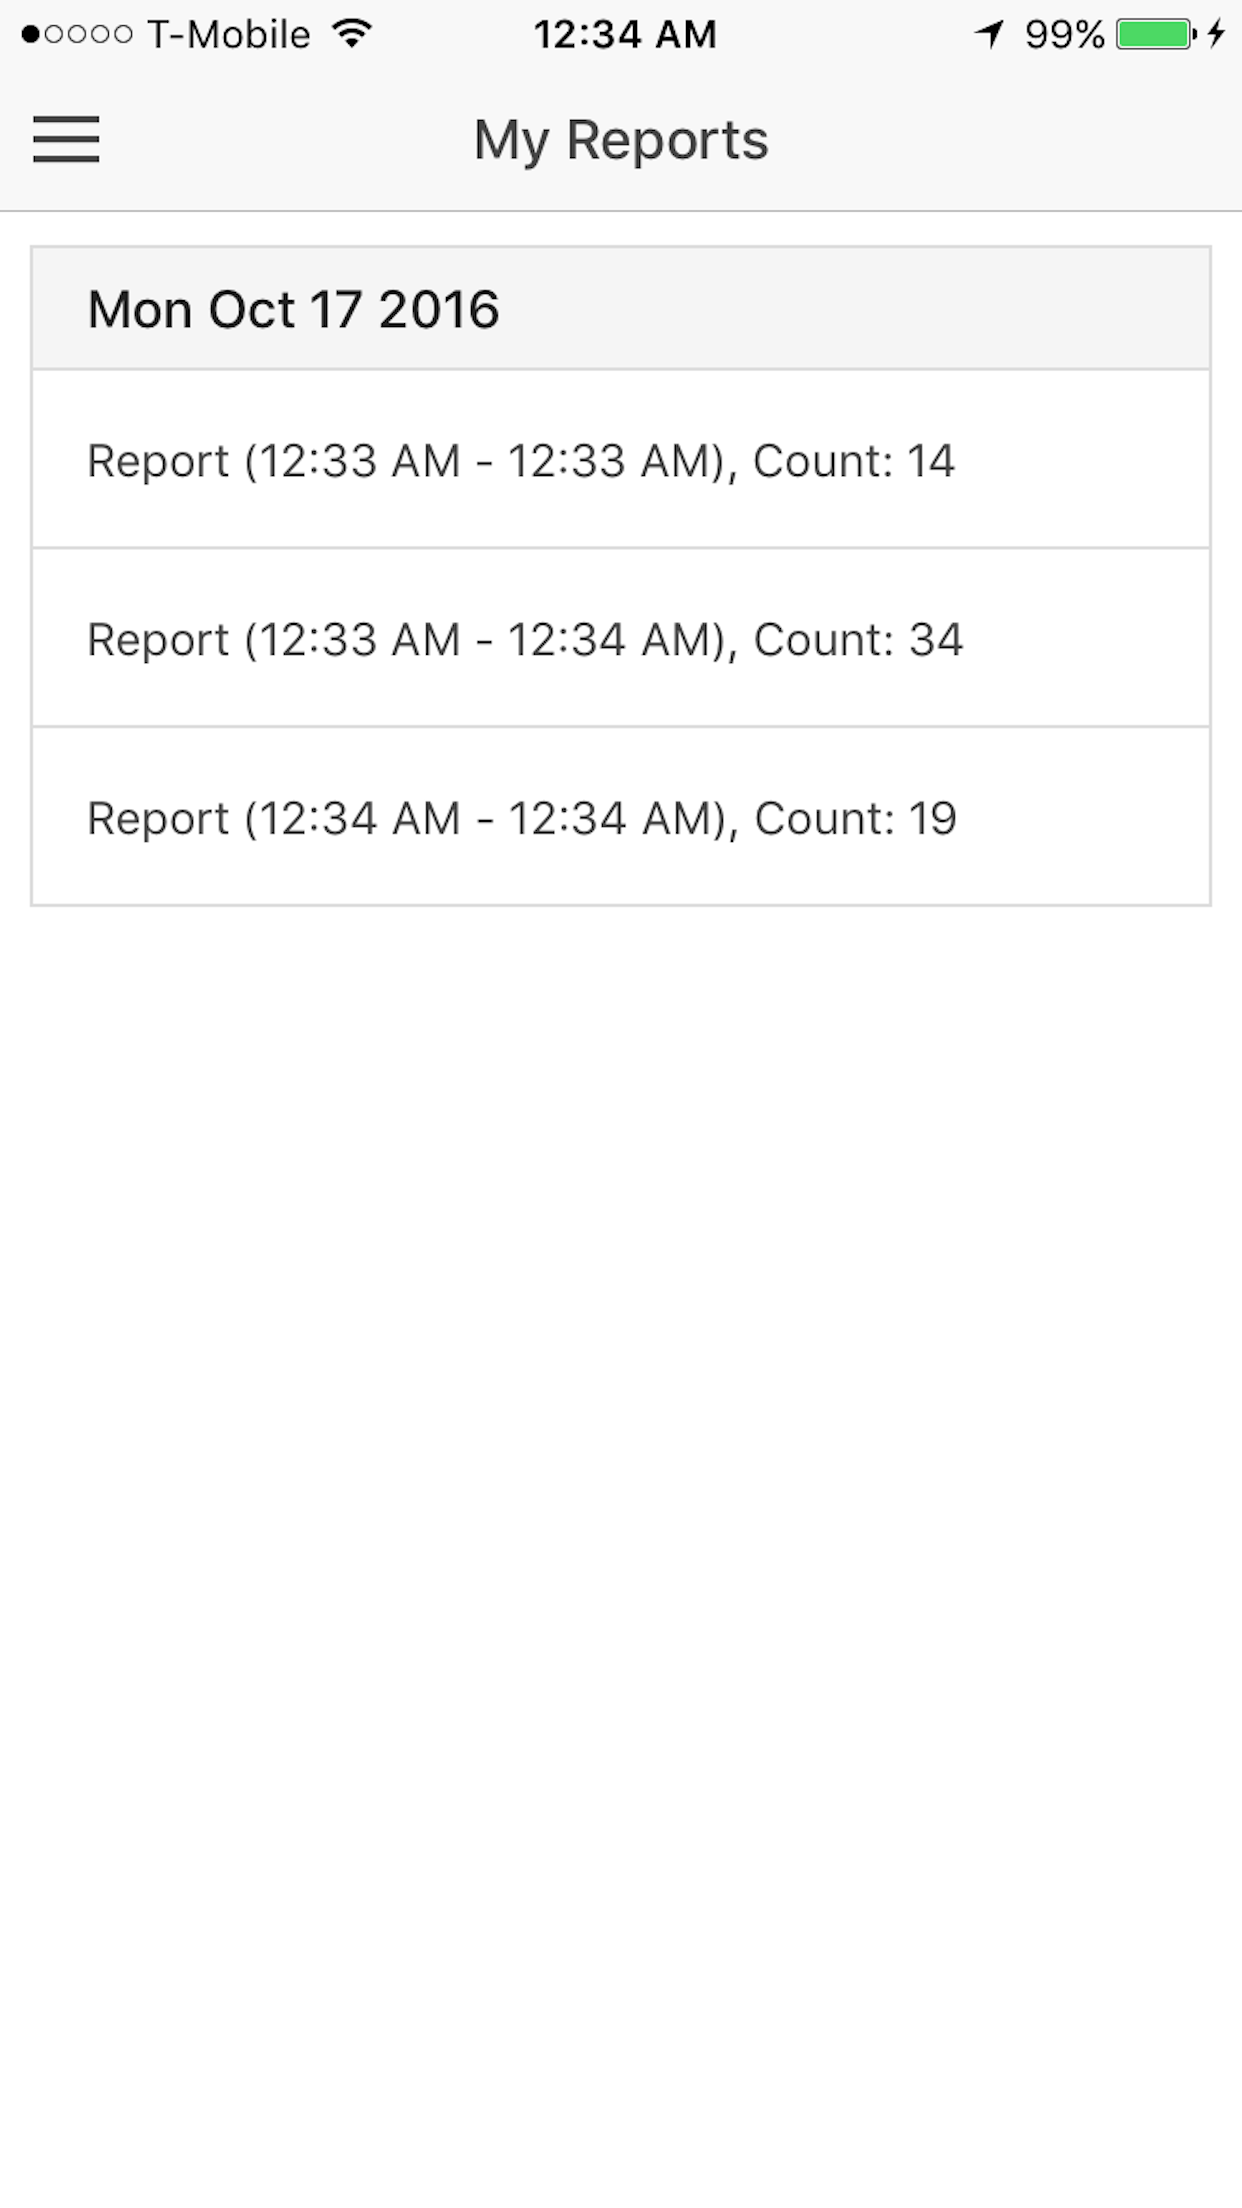 T-Mobile 12:34 AM 99%
My Reports
Mon Oct 17 2016
Report (12:33 AM - 12:33 AM), Count: 14
Report (12:33 AM - 12:34 AM), Count: 34
Report (12:34 AM - 12:34 AM), Count: 19